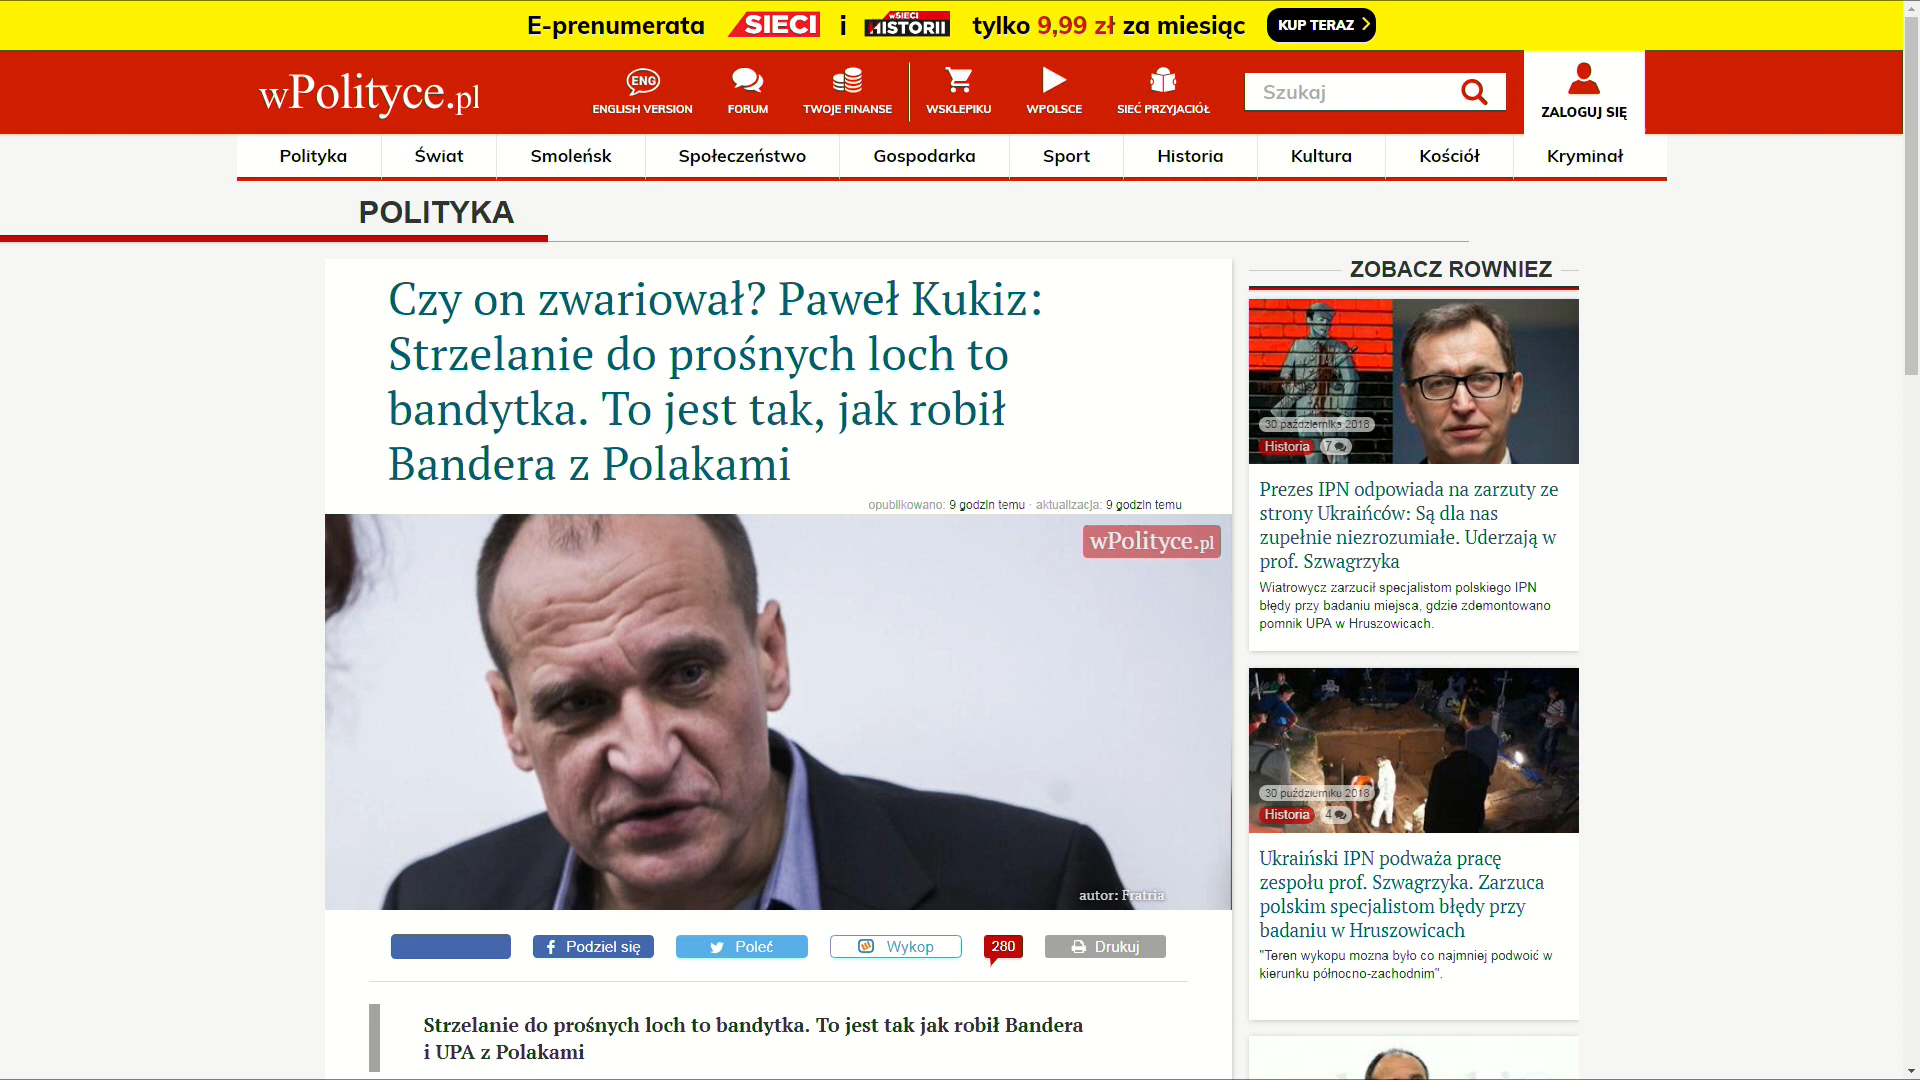 E-prenumerata SIECI i wSIECI HISTORII tylko 9,99 zł za miesiąc KUP TERAZ
wPolityce.pl
ENG
ENGLISH VERSION
FORUM
TWOJE FINANSE
WSKLEPIKU
WPOLSCE
SIEĆ PRZYJACIÓŁ
Szukaj
ZALOGUJ SIĘ
Polityka Świat Smoleńsk Społeczeństwo Gospodarka Sport Historia Kultura Kościół Kryminał
POLITYKA
Czy on zwariował? Paweł Kukiz:
Strzelanie do prośnych loch to
bandytka. To jest tak, jak robił
Bandera z Polakami
opublikowano: 9 godzin temu · aktualizacja: 9 godzin temu
wPolityce.pl
autor: Fratria
Podziel się
Poleć
Wykop
280
Drukuj
Strzelanie do prośnych loch to bandytka. To jest tak jak robił Bandera
i UPA z Polakami
ZOBACZ ROWNIEZ
30 października 2018
Historia 7
Prezes IPN odpowiada na zarzuty ze
strony Ukraińców: Są dla nas
zupełnie niezrozumiałe. Uderzają w
prof. Szwagrzyka
Wiatrowycz zarzucił specjalistom polskiego IPN
błędy przy badaniu miejsca, gdzie zdemontowano
pomnik UPA w Hruszowicach.
30 października 2018
Historia 4
Ukraiński IPN podważa pracę
zespołu prof. Szwagrzyka. Zarzuca
polskim specjalistom błędy przy
badaniu w Hruszowicach
"Teren wykopu mozna było co najmniej podwoić w
kierunku północno-zachodnim".